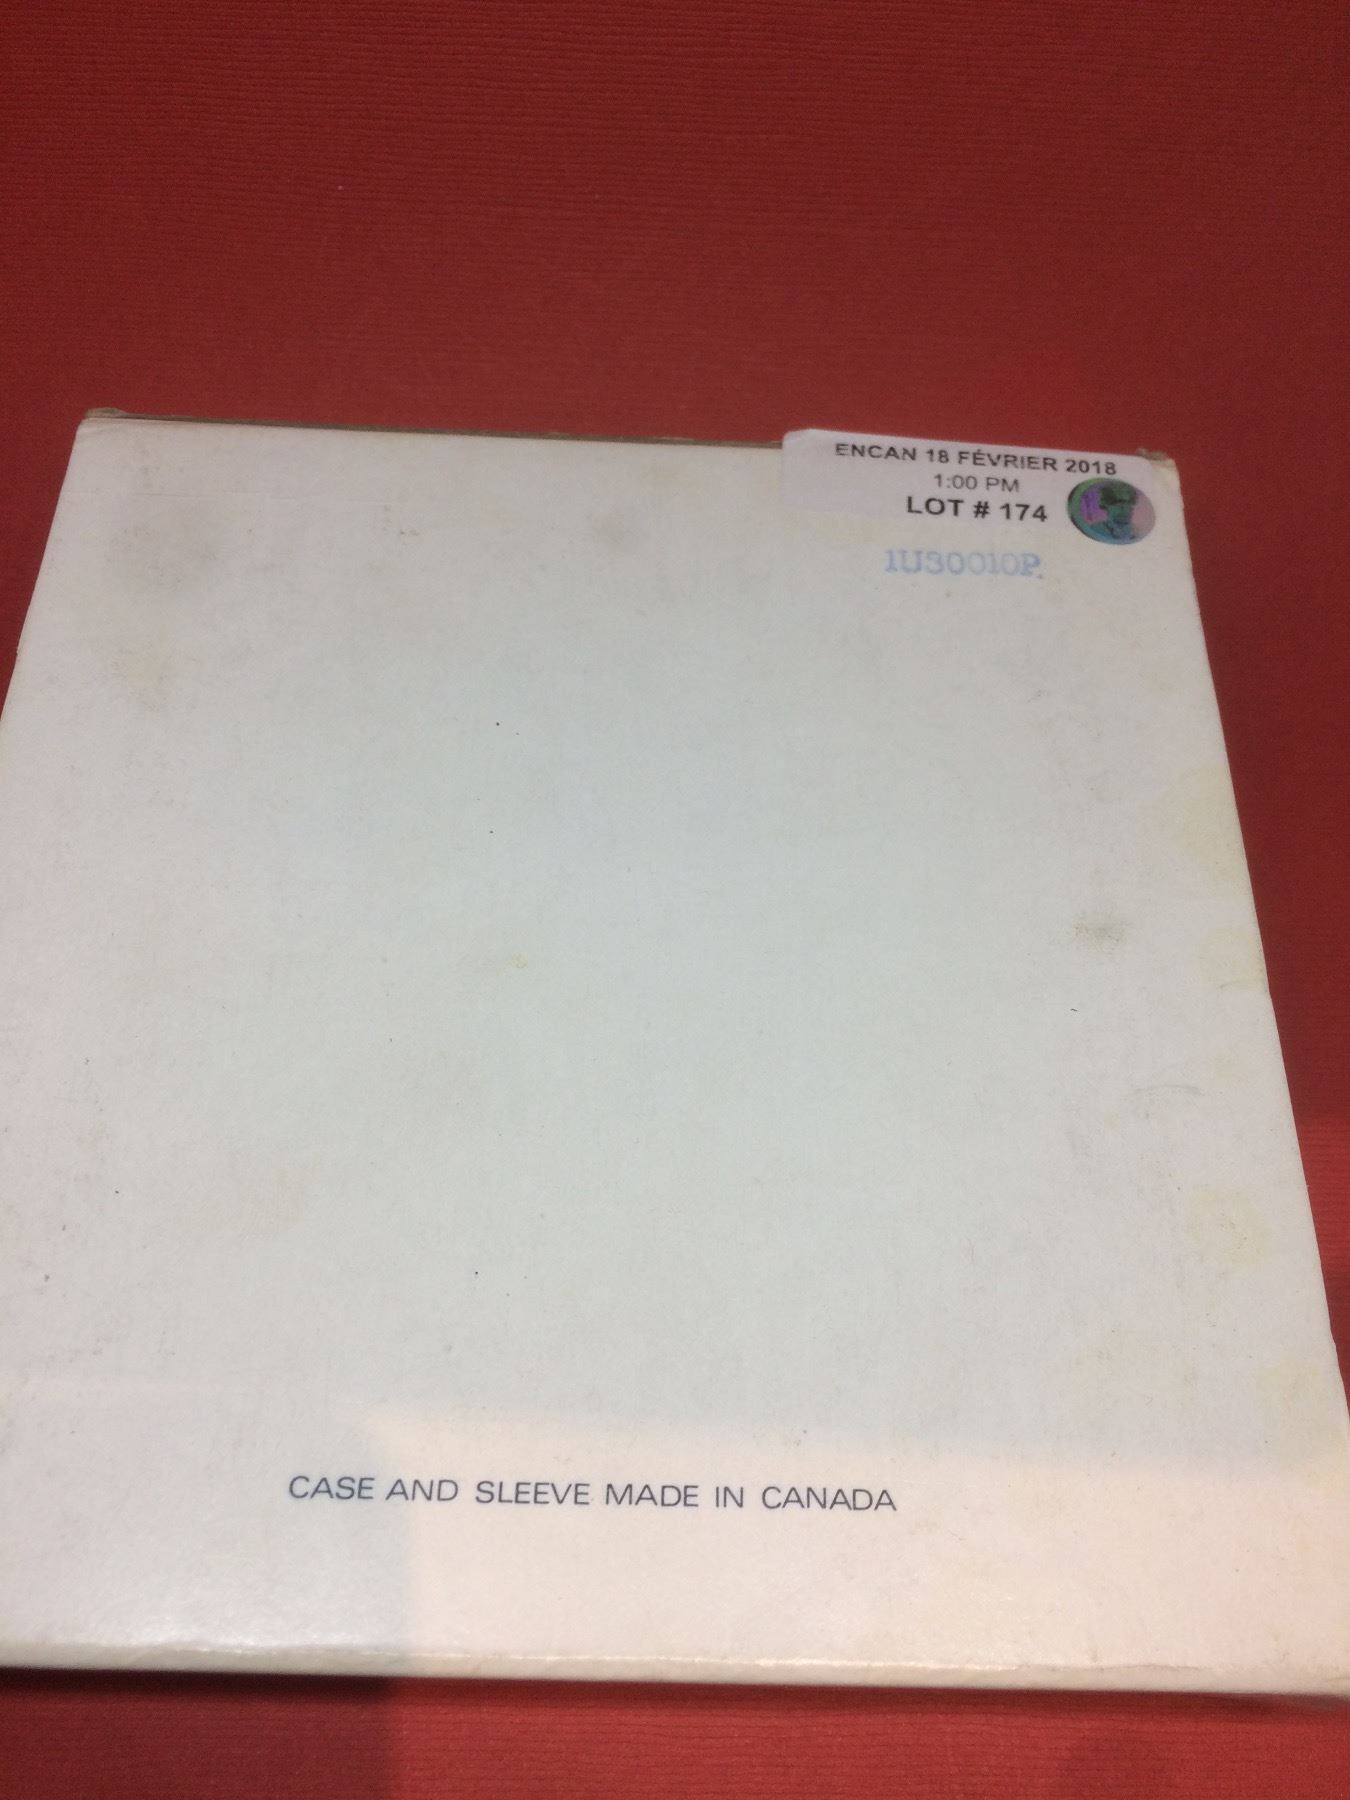 ENCAN 18 FÉVRIER 2018
1:00 PM
LOT # 174
1U30010P.
CASE AND SLEEVE MADE IN CANADA